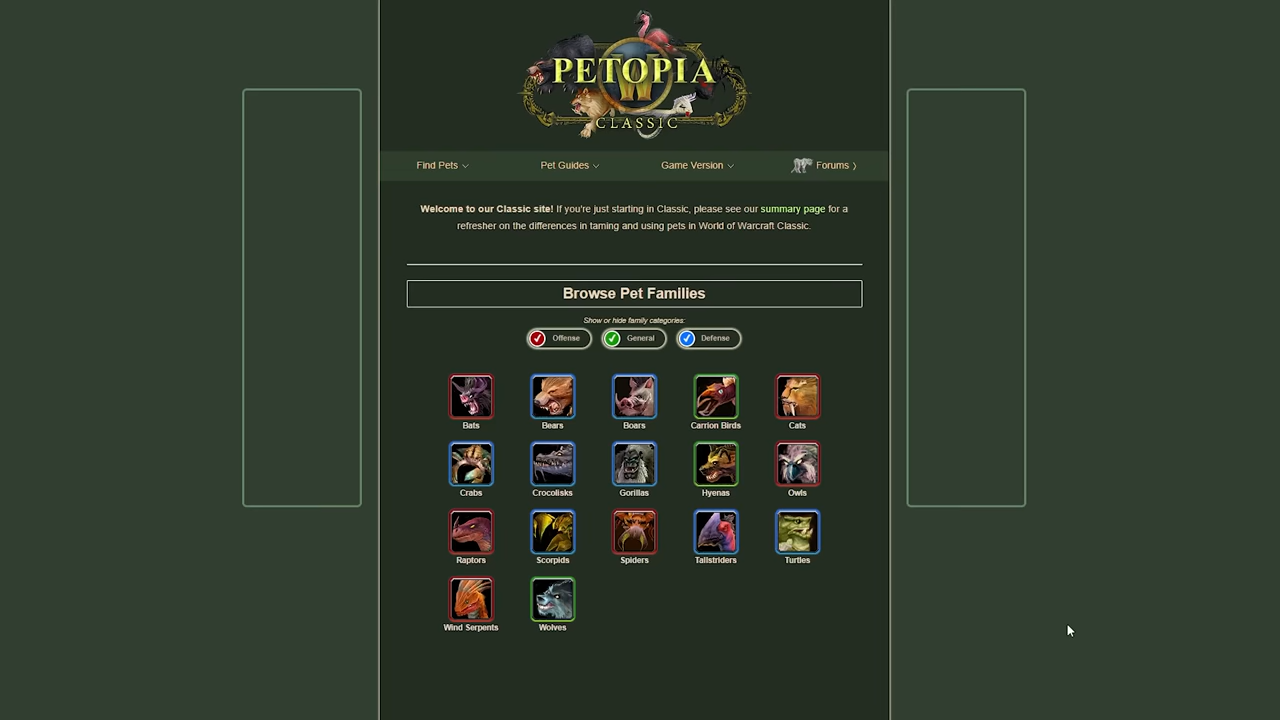 PETOPIA
CLASSIC
Find Pets
Pet Guides
Game Version
Forums
Welcome to our Classic site! If you're just starting in Classic, please see our summary page for a
refresher on the differences in taming and using pets in World of Warcraft Classic.
Browse Pet Families
Show or hide family categories:
Offense
General
Defense
Bats
Bears
Boars
Carrion Birds
Cats
Crabs
Crocolisks
Gorillas
Hyenas
Owls
Raptors
Scorpids
Spiders
Tallstriders
Turtles
Wind Serpents
Wolves